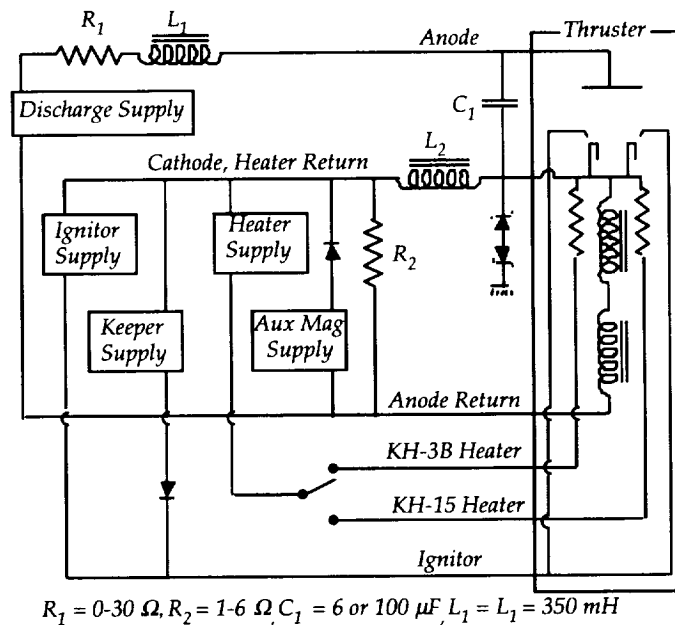 R1
L1
Anode
Thruster
Discharge Supply
C1
L2
Cathode, Heater Return
Ignitor Supply
Heater Supply
R2
Keeper Supply
Aux Mag Supply
Anode Return
KH-3B Heater
KH-15 Heater
Ignitor
R1 = 0-30 Ω, R2 = 1-6 Ω, C1 = 6 or 100 μF, L1 = L1 = 350 mH